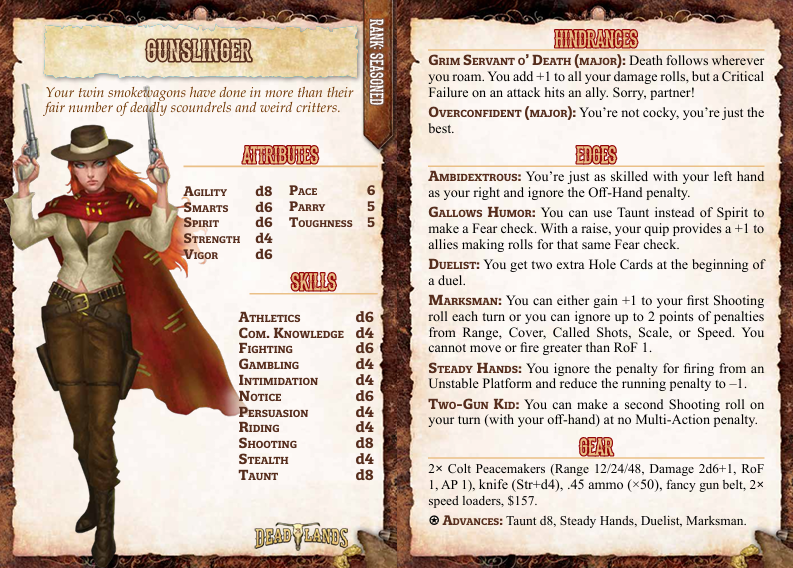 GUNSLINGER
RANK: SEASONED
Your twin smokewagons have done in more than their
fair number of deadly scoundrels and weird critters.
ATTRIBUTES
AGILITY d8 PACE 6
SMARTS d6 PARRY 5
SPIRIT d6 TOUGHNESS 5
STRENGTH d4
VIGOR d6
SKILLS
ATHLETICS d6
COM. KNOWLEDGE d4
FIGHTING d6
GAMBLING d4
INTIMIDATION d4
NOTICE d6
PERSUASION d4
RIDING d4
SHOOTING d8
STEALTH d4
TAUNT d8
DEADLANDS
HINDRANCES
GRIM SERVANT O' DEATH (MAJOR): Death follows wherever
you roam. You add +1 to all your damage rolls, but a Critical
Failure on an attack hits an ally. Sorry, partner!
OVERCONFIDENT (MAJOR): You're not cocky, you're just the
best.
EDGES
AMBIDEXTROUS: You're just as skilled with your left hand
as your right and ignore the Off-Hand penalty.
GALLOWS HUMOR: You can use Taunt instead of Spirit to
make a Fear check. With a raise, your quip provides a +1 to
allies making rolls for that same Fear check.
DUELIST: You get two extra Hole Cards at the beginning of
a duel.
MARKSMAN: You can either gain +1 to your first Shooting
roll each turn or you can ignore up to 2 points of penalties
from Range, Cover, Called Shots, Scale, or Speed. You
cannot move or fire greater than RoF 1.
STEADY HANDS: You ignore the penalty for firing from an
Unstable Platform and reduce the running penalty to –1.
TWO-GUN KID: You can make a second Shooting roll on
your turn (with your off-hand) at no Multi-Action penalty.
GEAR
2× Colt Peacemakers (Range 12/24/48, Damage 2d6+1, RoF
1, AP 1), knife (Str+d4), .45 ammo (×50), fancy gun belt, 2×
speed loaders, $157.
ADVANCES: Taunt d8, Steady Hands, Duelist, Marksman.